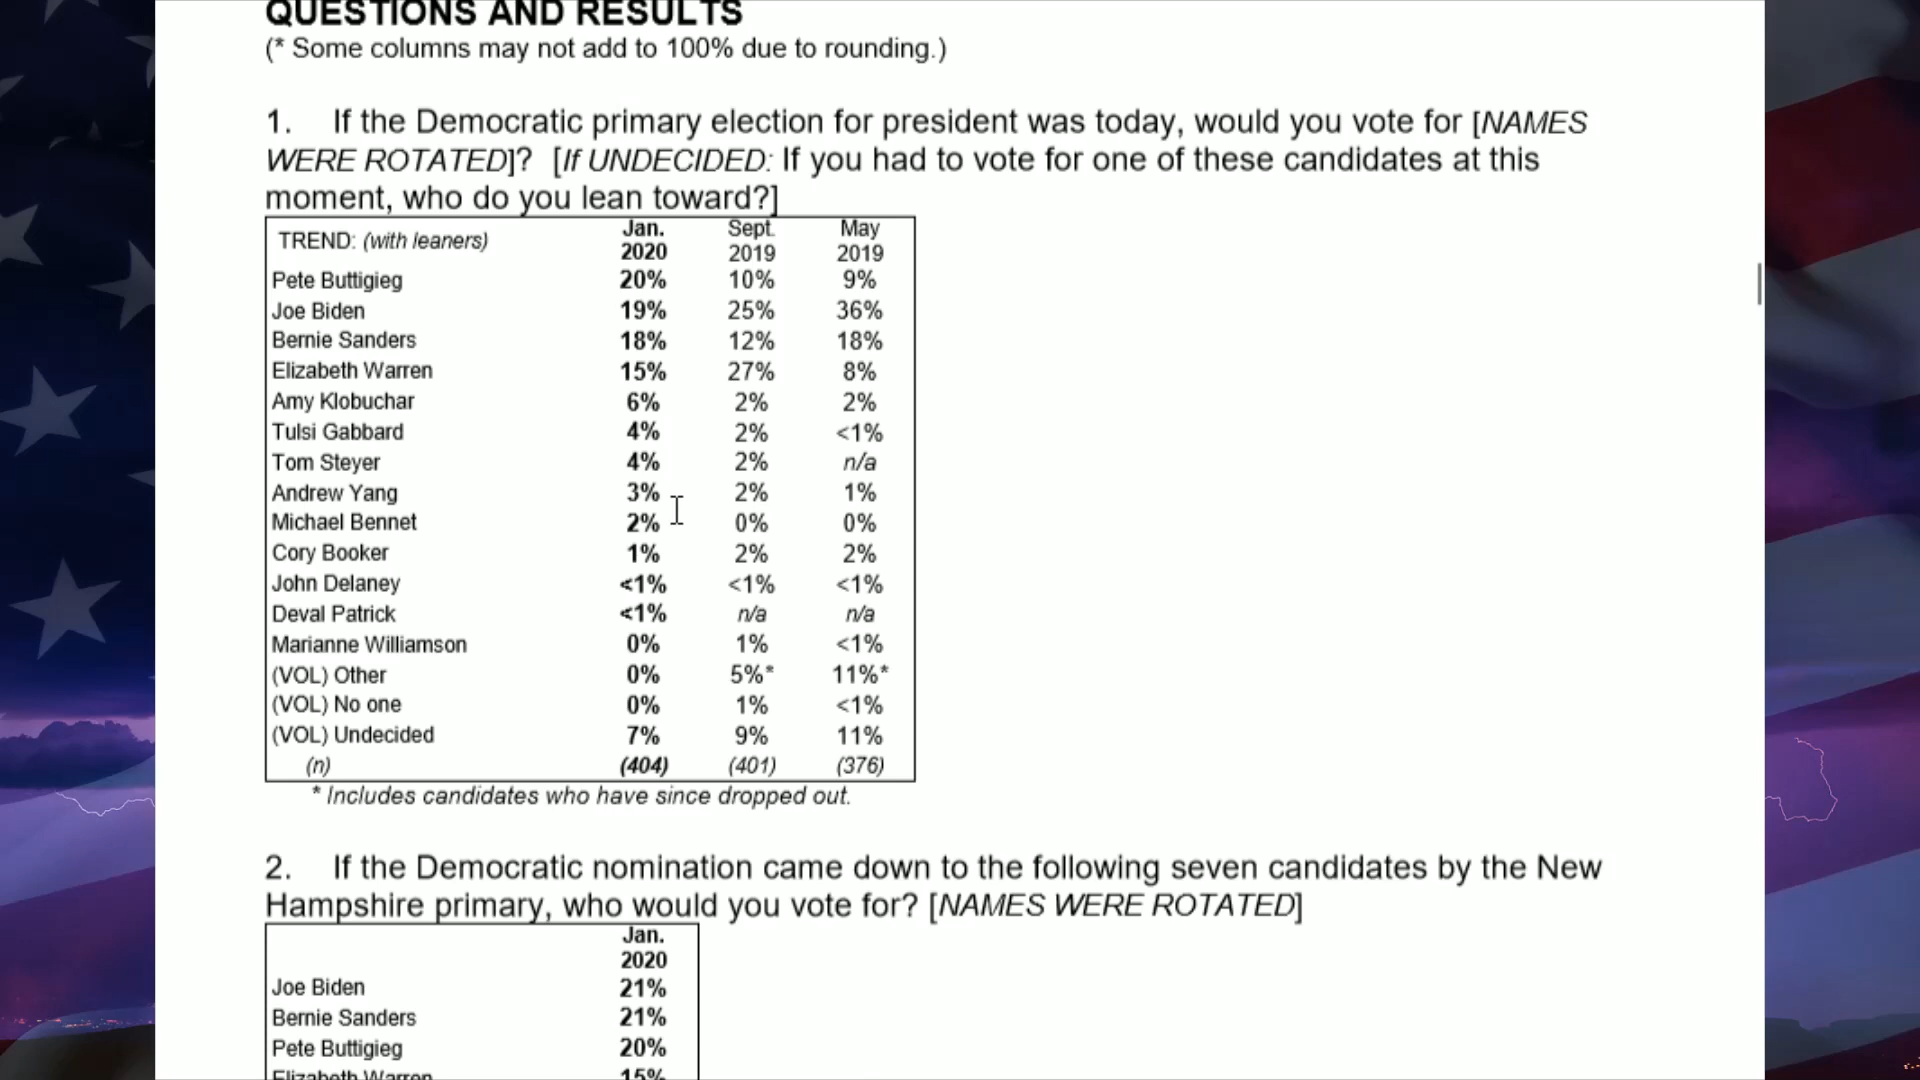 QUESTIONS AND RESULTS
(* Some columns may not add to 100% due to rounding.)
1. If the Democratic primary election for president was today, would you vote for [NAMES
WERE ROTATED]? [If UNDECIDED: If you had to vote for one of these candidates at this
moment, who do you lean toward?]
TREND: (with leaners) Jan. 2020 Sept. 2019 May 2019
Pete Buttigieg 20% 10% 9%
Joe Biden 19% 25% 36%
Bernie Sanders 18% 12% 18%
Elizabeth Warren 15% 27% 8%
Amy Klobuchar 6% 2% 2%
Tulsi Gabbard 4% 2% <1%
Tom Steyer 4% 2% n/a
Andrew Yang 3% 2% 1%
Michael Bennet 2% 0% 0%
Cory Booker 1% 2% 2%
John Delaney <1% <1% <1%
Deval Patrick <1% n/a n/a
Marianne Williamson 0% 1% <1%
(VOL) Other 0% 5%* 11%*
(VOL) No one 0% 1% <1%
(VOL) Undecided 7% 9% 11%
(n) (404) (401) (376)
* Includes candidates who have since dropped out.
2. If the Democratic nomination came down to the following seven candidates by the New
Hampshire primary, who would you vote for? [NAMES WERE ROTATED]
Jan.
2020
Joe Biden 21%
Bernie Sanders 21%
Pete Buttigieg 20%
Elizabeth Warren 15%